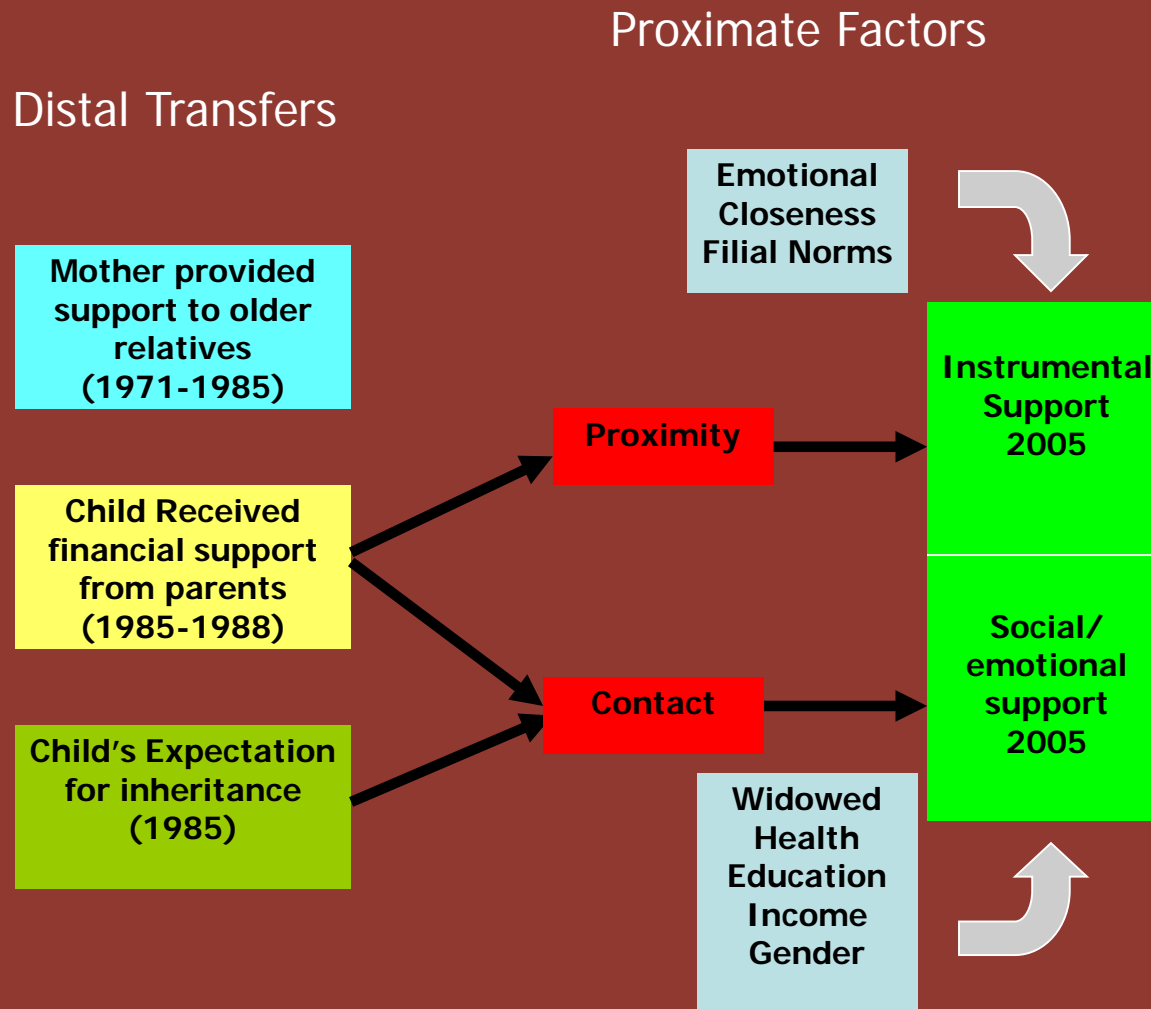 Proximate Factors
Distal Transfers
Emotional
Closeness
Filial Norms
Mother provided
support to older
relatives
(1971-1985)
Instrumental
Support
2005
Proximity
Child Received
financial support
from parents
(1985-1988)
Social/
emotional
support
2005
Contact
Child's Expectation
for inheritance
(1985)
Widowed
Health
Education
Income
Gender